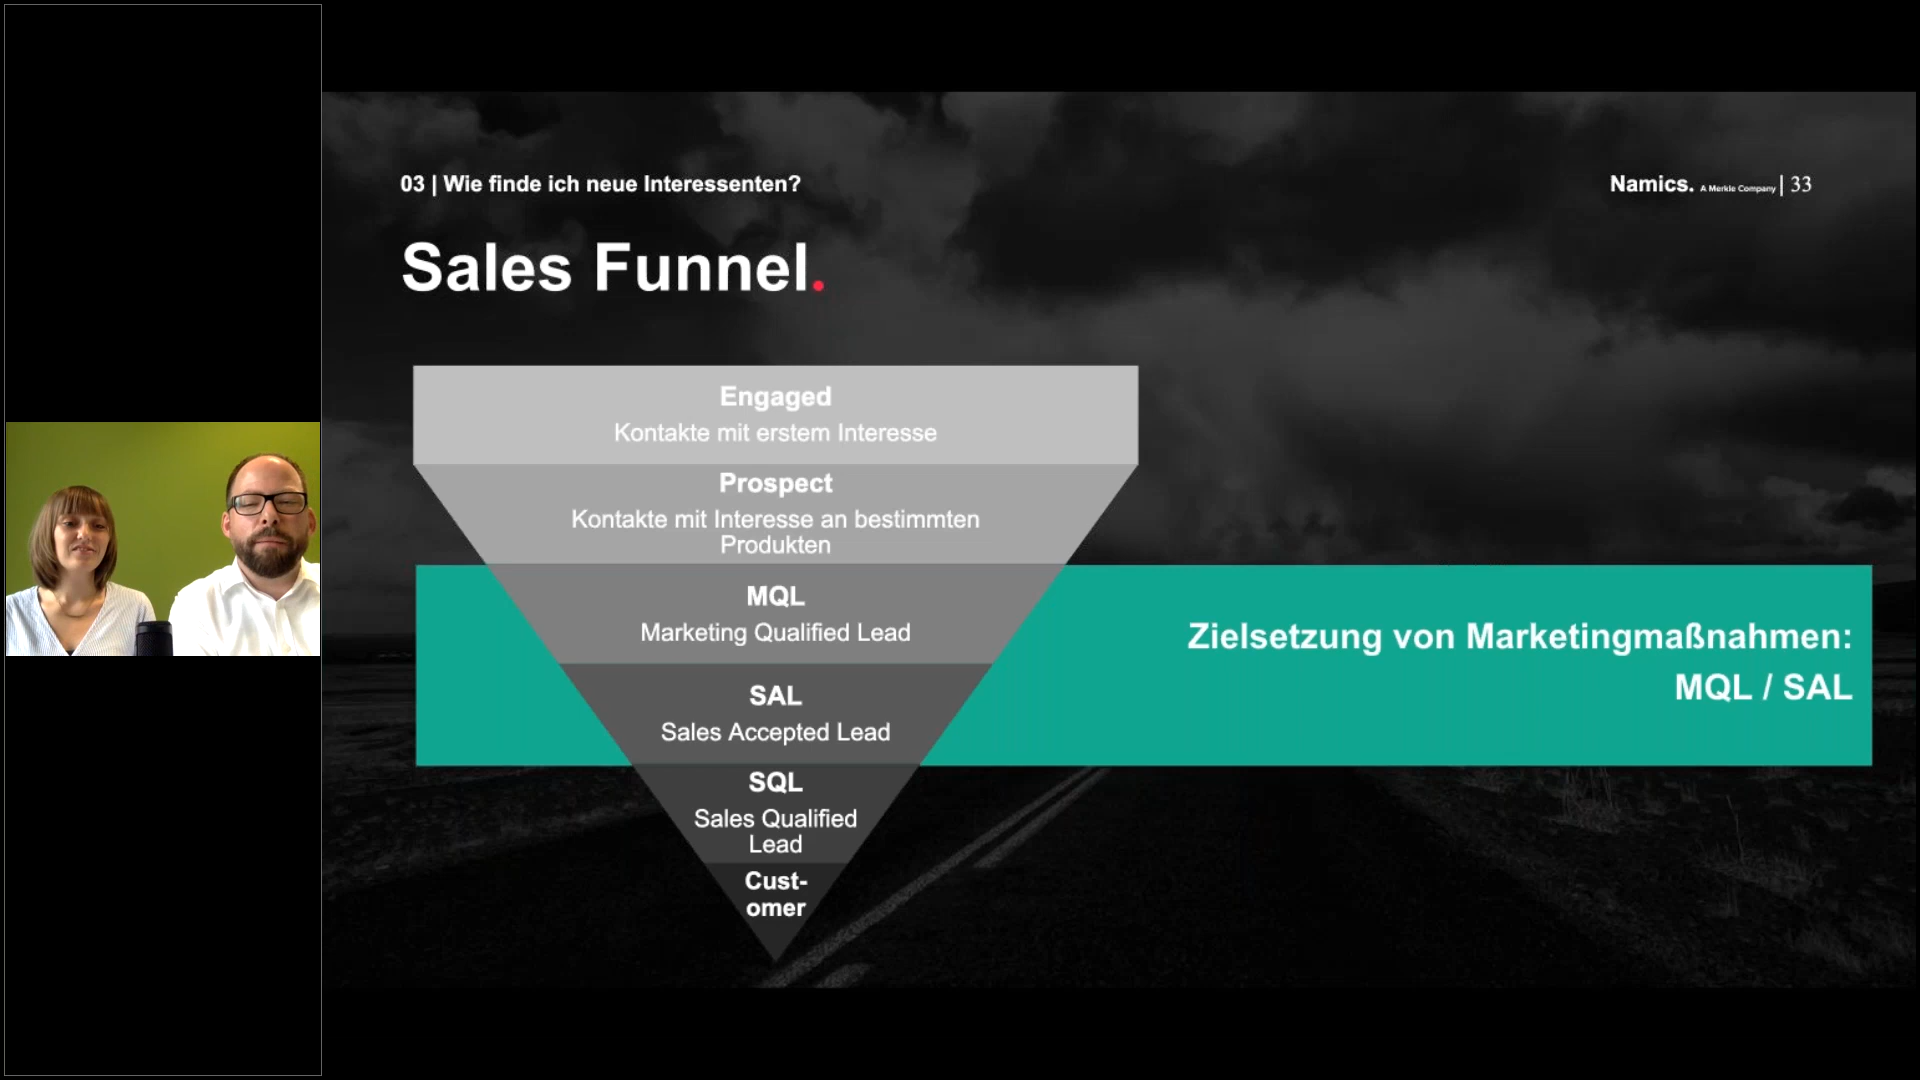 03 | Wie finde ich neue Interessenten?
Namics. A Merkle Company | 33
Sales Funnel.
Engaged
Kontakte mit erstem Interesse
Prospect
Kontakte mit Interesse an bestimmten
Produkten
MQL
Marketing Qualified Lead
SAL
Sales Accepted Lead
SQL
Sales Qualified
Lead
Cust-
omer
Zielsetzung von Marketingmaßnahmen:
MQL / SAL